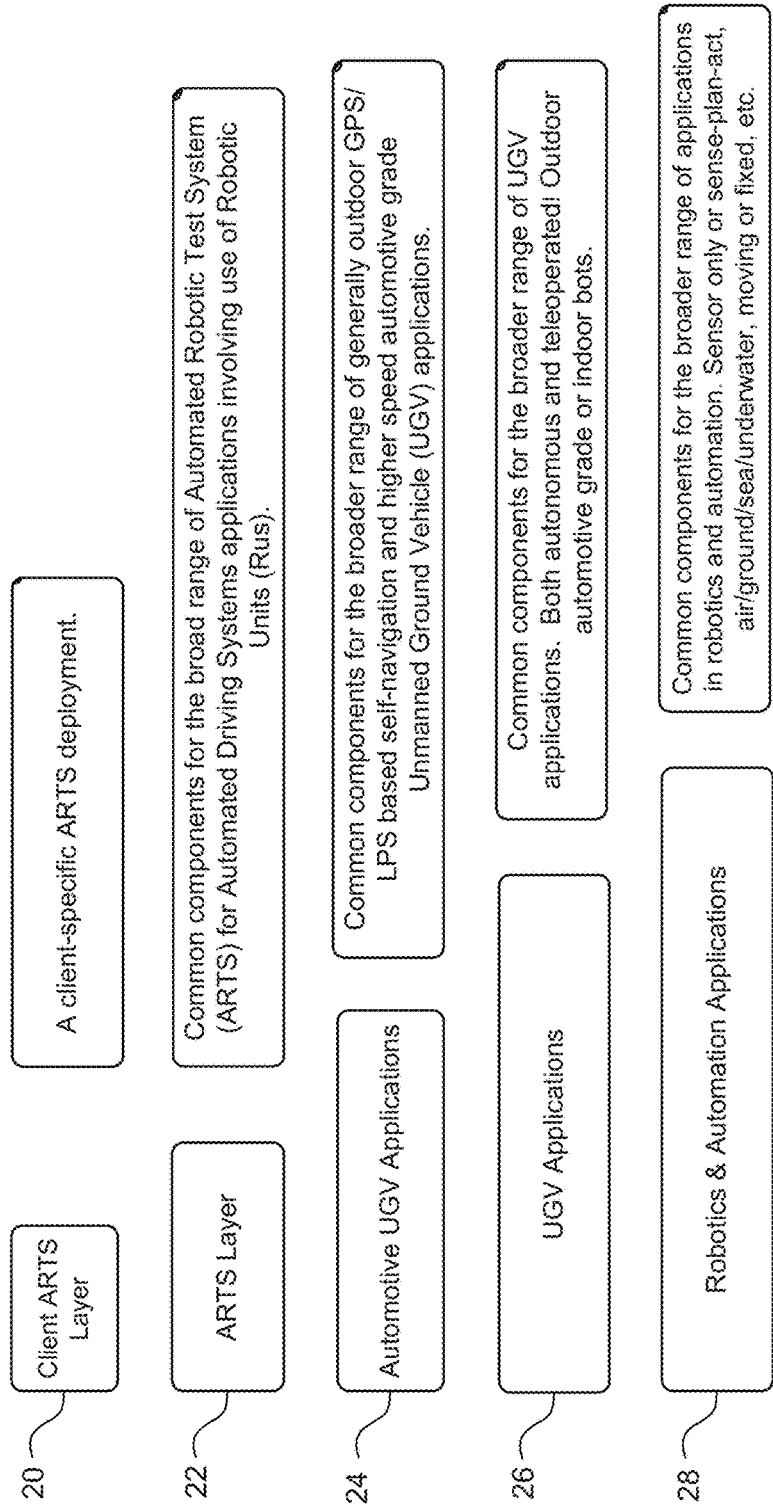 20
Client ARTS
Layer
A client-specific ARTS deployment.
22
ARTS Layer
Common components for the broad range of Automated Robotic Test System
(ARTS) for Automated Driving Systems applications involving use of Robotic
Units (Rus).
24
Automotive UGV Applications
Common components for the broader range of generally outdoor GPS/
LPS based self-navigation and higher speed automotive grade
Unmanned Ground Vehicle (UGV) applications.
26
UGV Applications
Common components for the broader range of UGV
applications. Both autonomous and teleoperated! Outdoor
automotive grade or indoor bots.
28
Robotics & Automation Applications
Common components for the broader range of applications
in robotics and automation. Sensor only or sense-plan-act,
air/ground/sea/underwater, moving or fixed, etc.